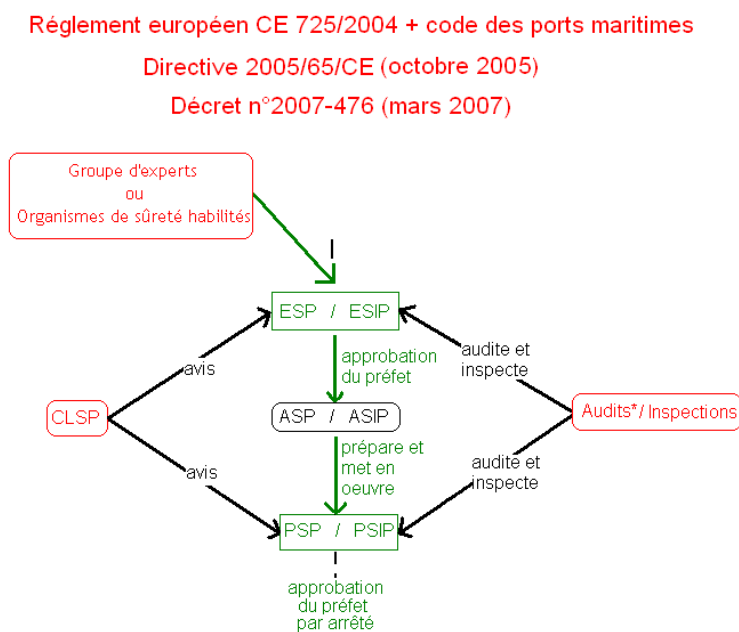 Réglement européen CE 725/2004 + code des ports maritimes
Directive 2005/65/CE (octobre 2005)
Décret n°2007-476 (mars 2007)
Groupe d'experts
ou
Organismes de sûreté habilités
ESP / ESIP
approbation
du préfet
audite et
inspecte
avis
CLSP
ASP / ASIP
Audits*/ Inspections
prépare et
met en
oeuvre
avis
audite et
inspecte
PSP / PSIP
approbation
du préfet
par arrêté